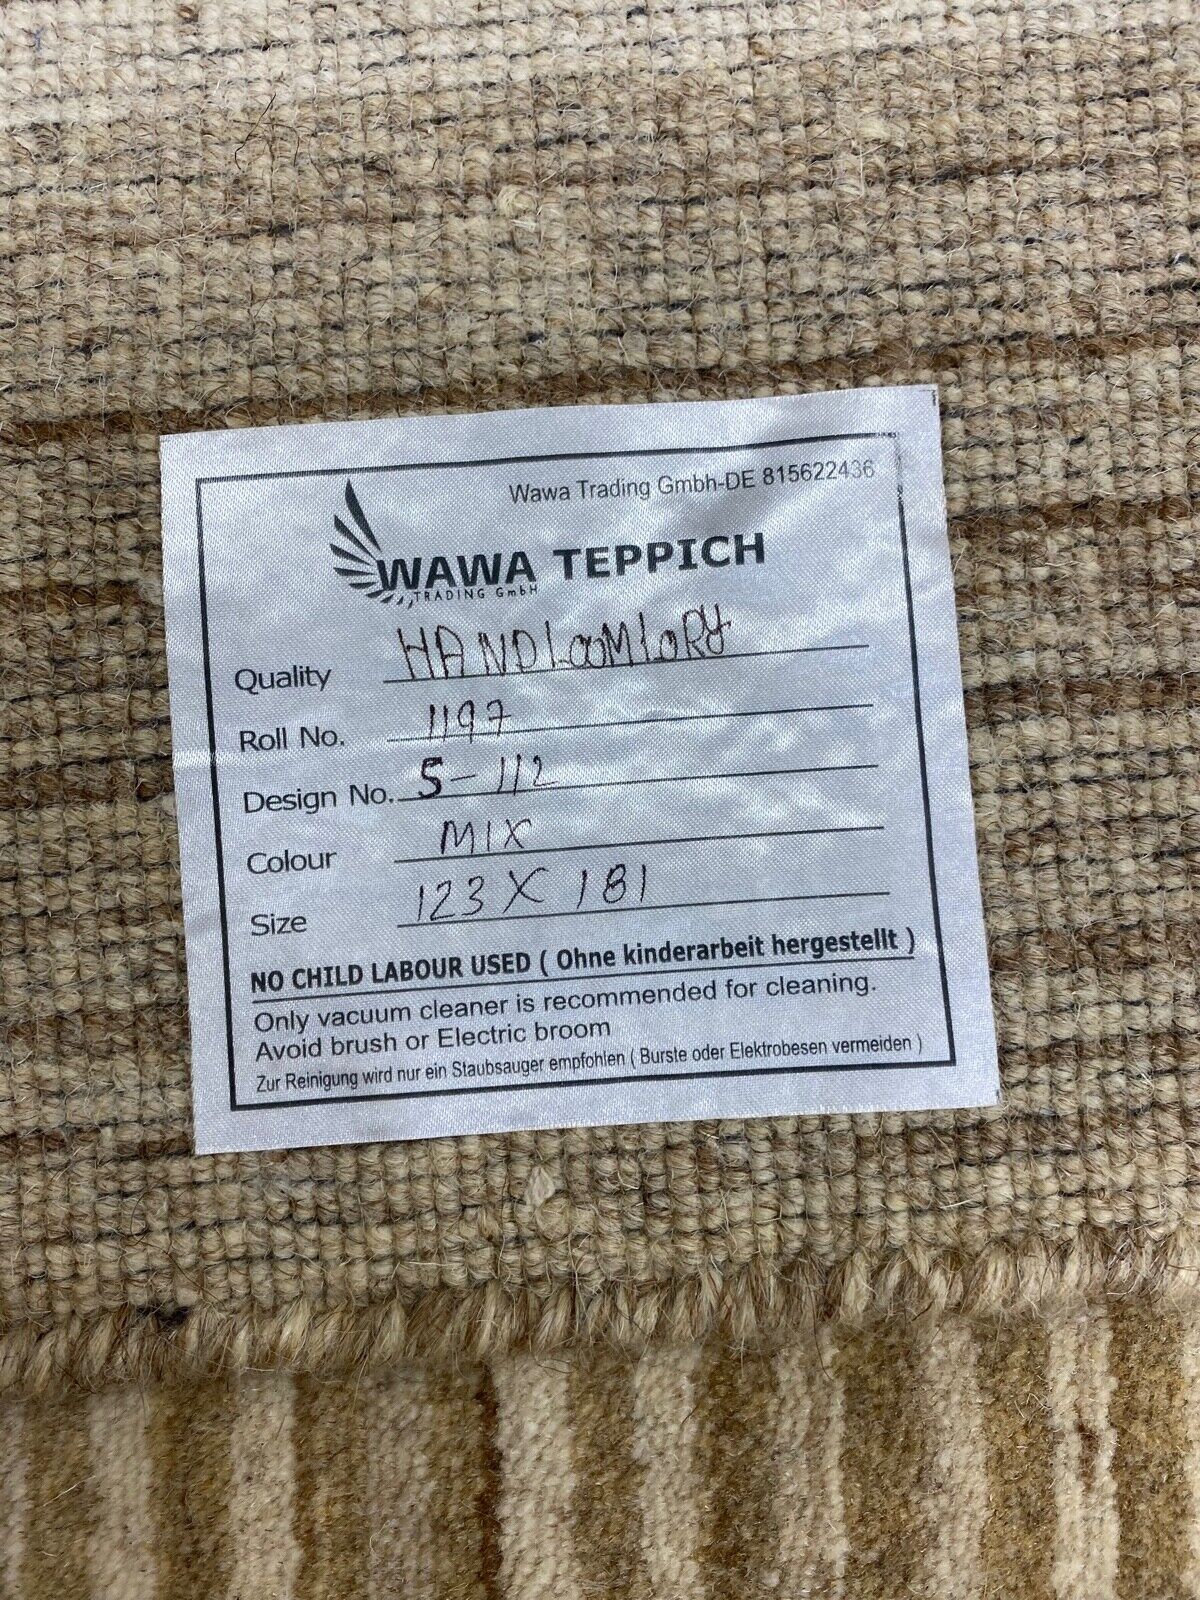 Wawa Trading Gmbh-DE 815622436
WAWA TEPPICH
TRADING GmbH
Quality HANDLOOMLORY
Roll No. 1197
Design No. S-112
Colour MIX
Size 123 X 181
NO CHILD LABOUR USED ( Ohne kinderarbeit hergestellt )
Only vacuum cleaner is recommended for cleaning.
Avoid brush or Electric broom
Zur Reinigung wird nur ein Staubsauger empfohlen ( Burste oder Elektrobesen vermeiden )